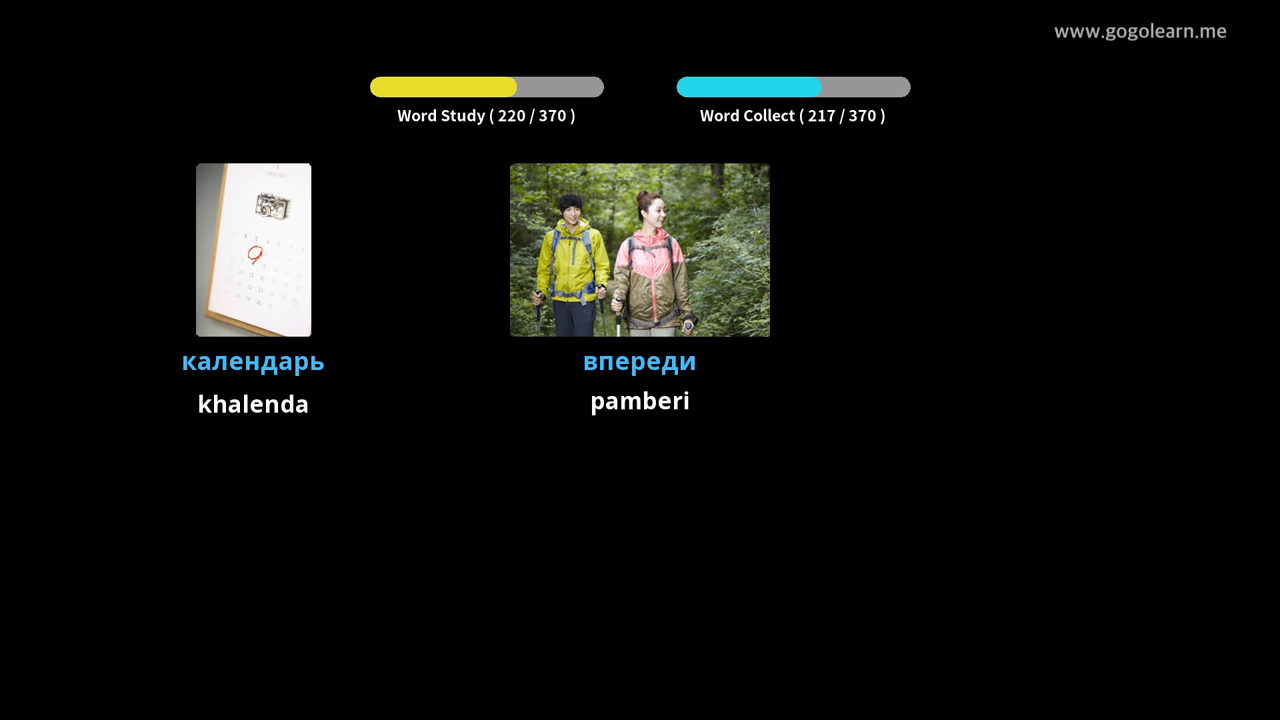 www.gogolearn.me
Word Study ( 220 / 370 )
Word Collect ( 217 / 370 )
календарь
khalenda
впереди
pamberi